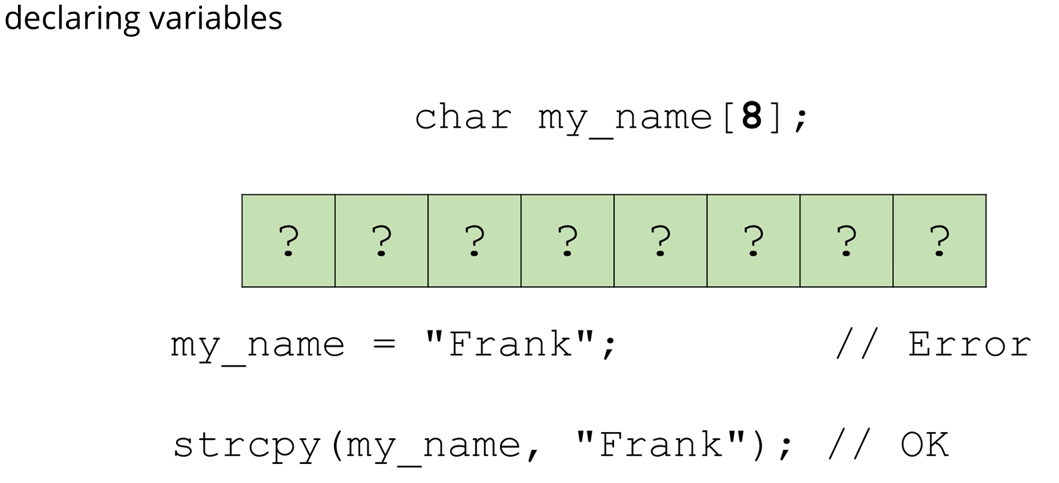 declaring variables
char my_name[8];
? ? ? ? ? ? ? ?
my_name = "Frank"; // Error
strcpy(my_name, "Frank"); // OK